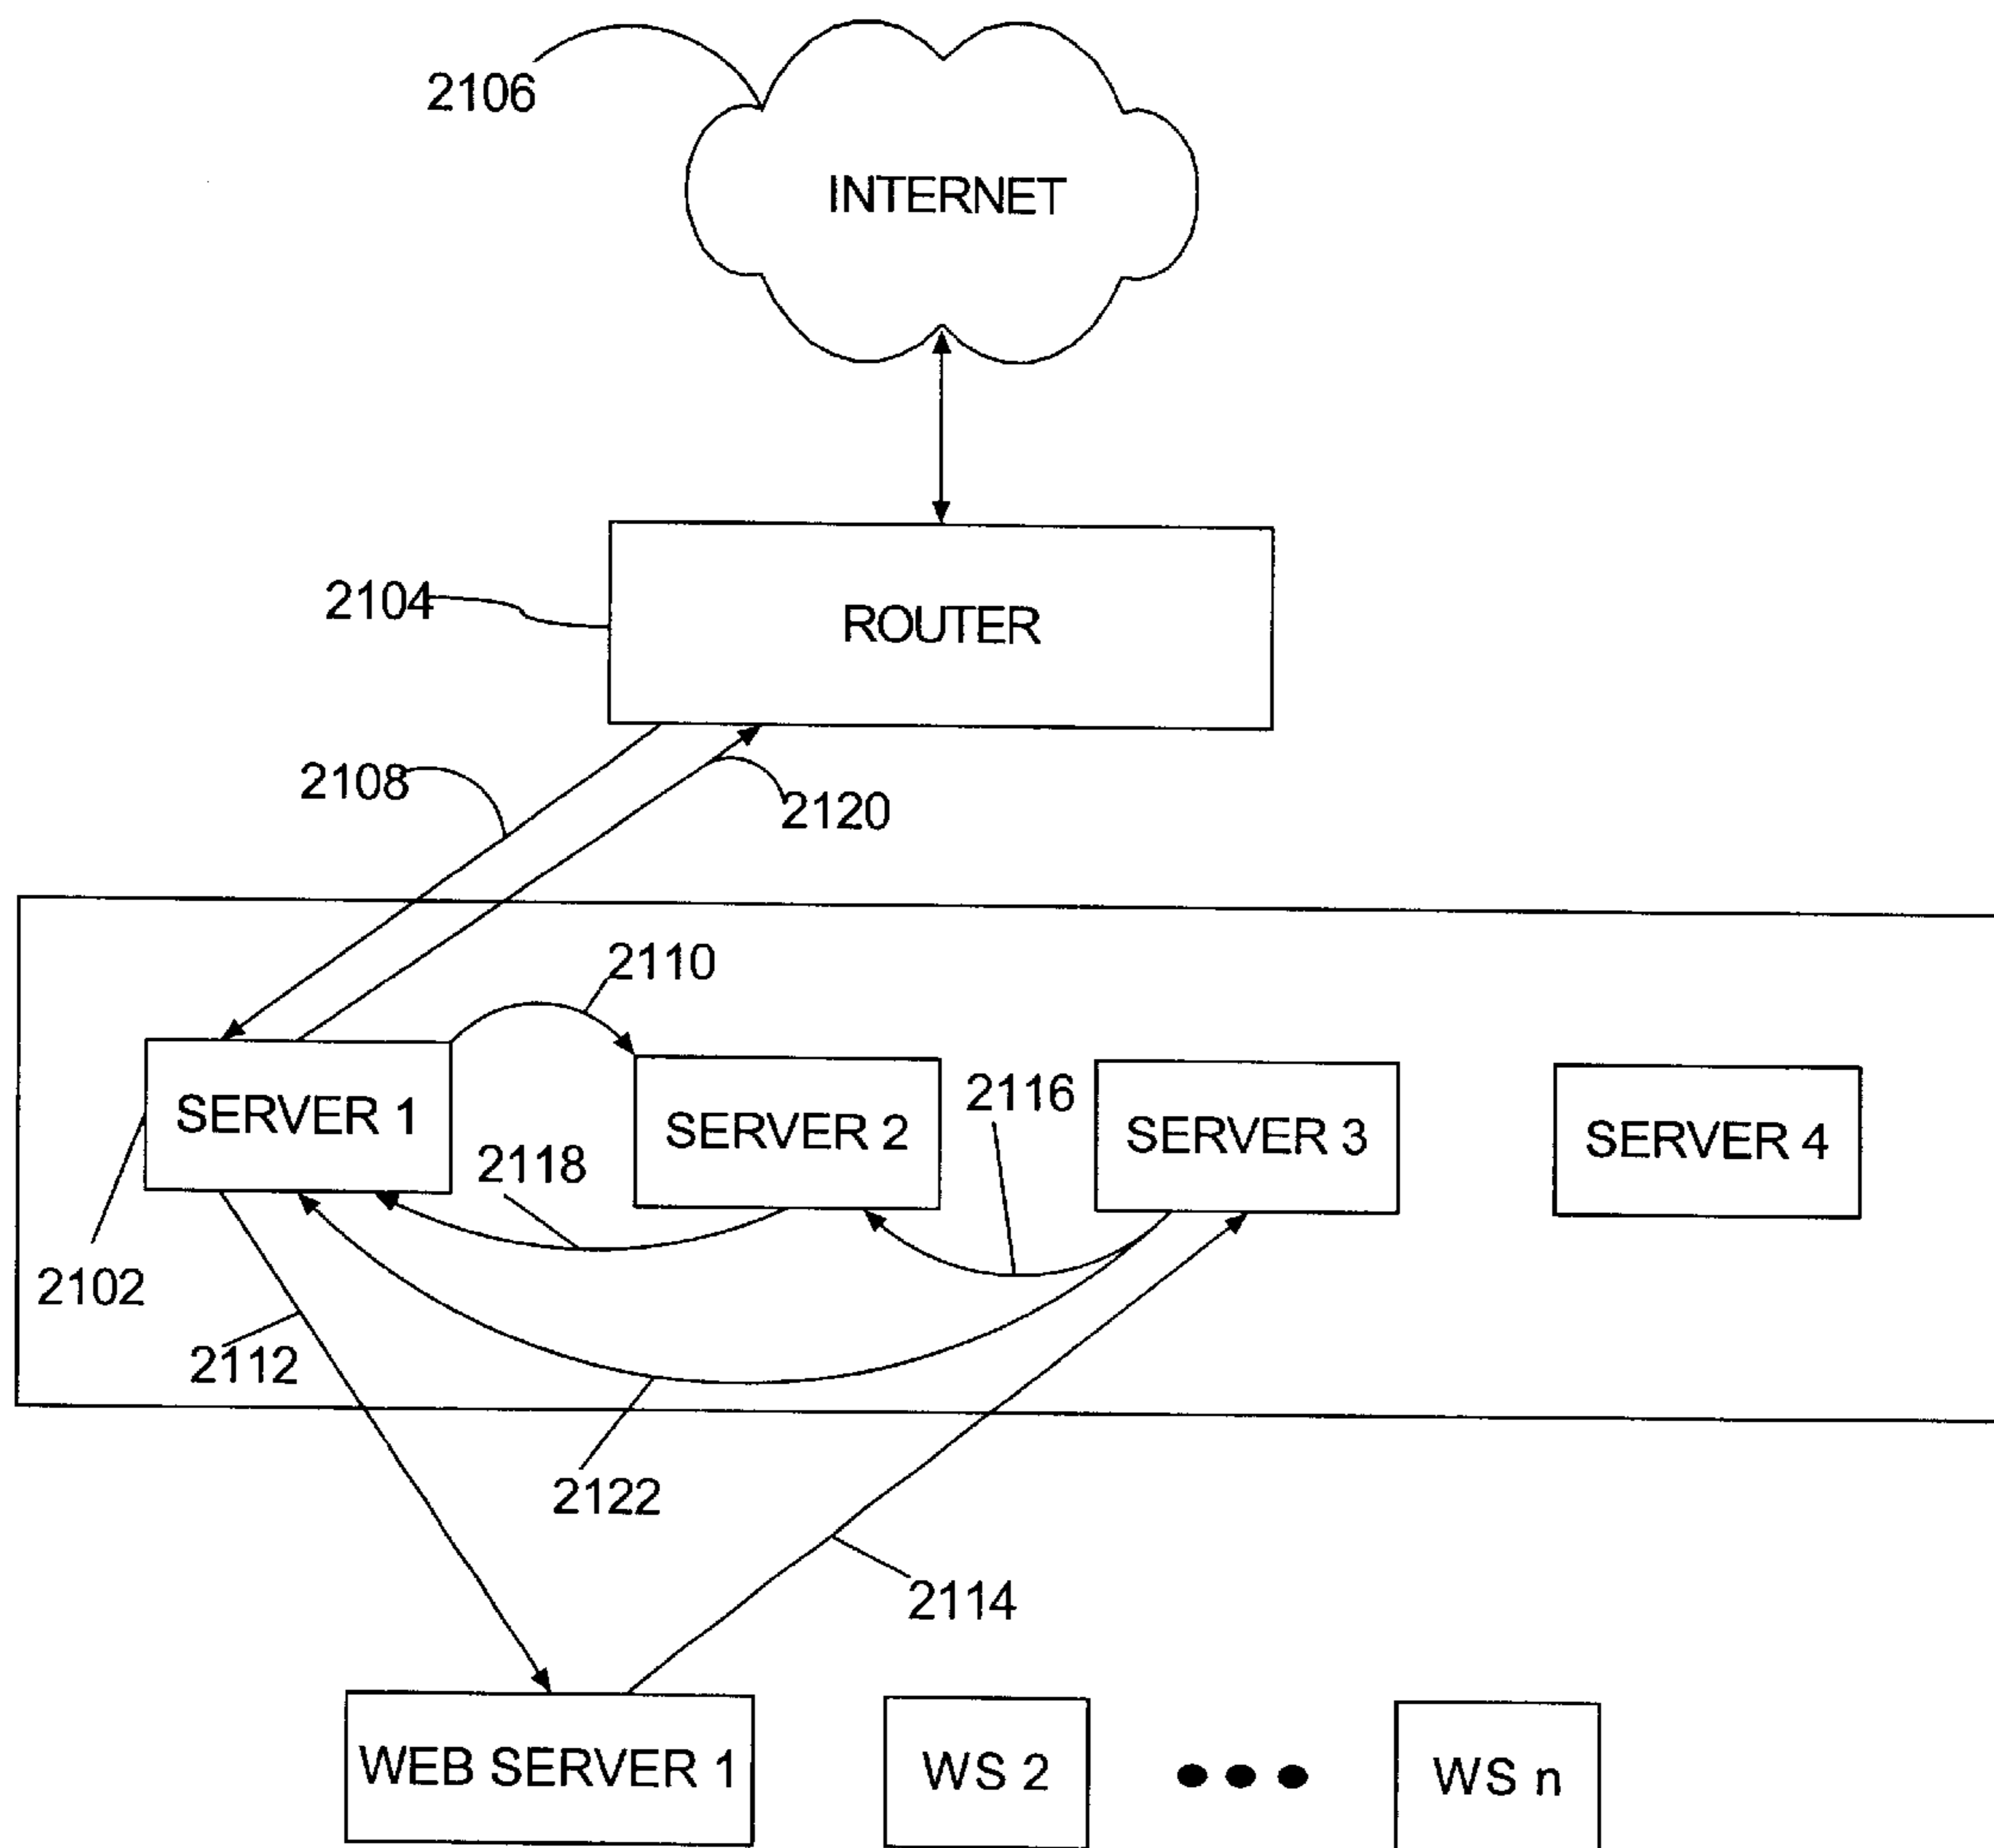 2106
INTERNET
2104
ROUTER
2108
2120
2110
SERVER 1
SERVER 2
2116
SERVER 3
SERVER 4
2118
2102
2112
2122
2114
WEB SERVER 1
WS 2
WS n